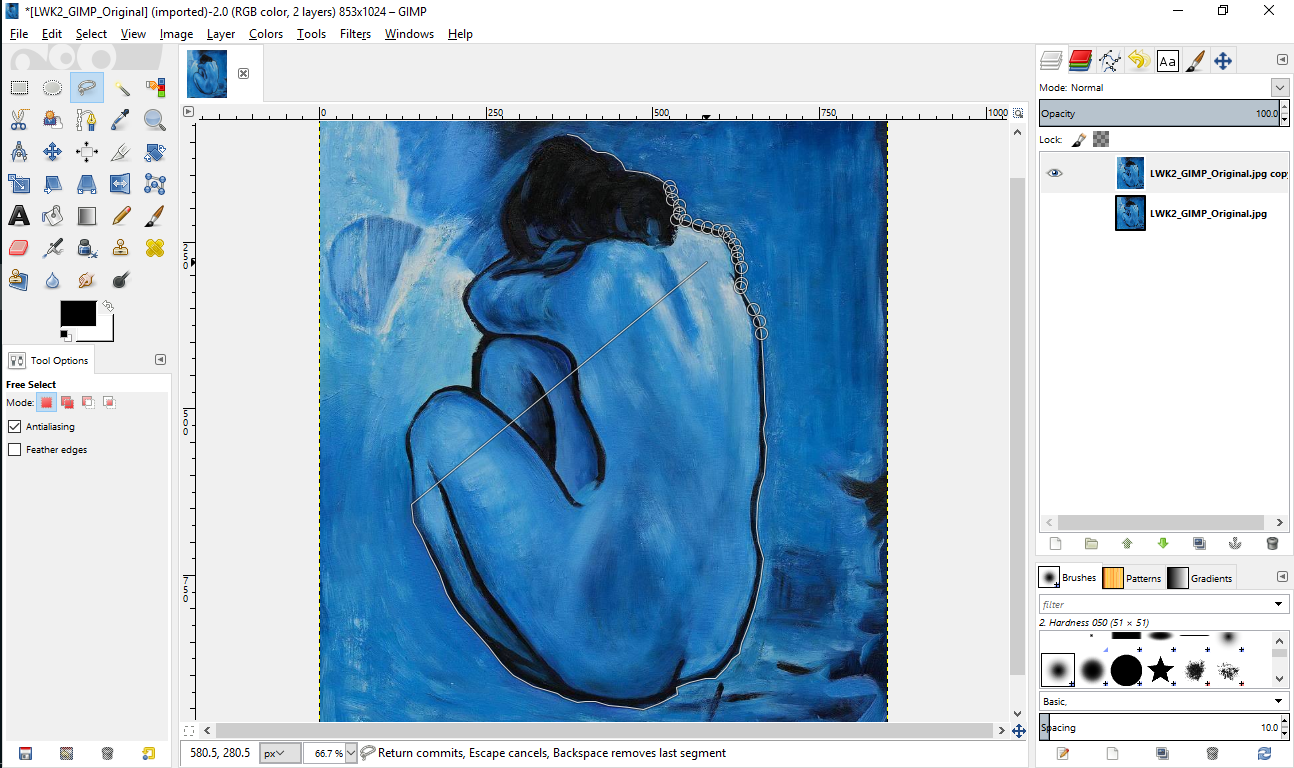 *[LWK2_GIMP_Original] (imported)-2.0 (RGB color, 2 layers) 853x1024 – GIMP
File Edit Select View Image Layer Colors Tools Filters Windows Help
Mode: Normal
Opacity 100.0
Lock:
LWK2_GIMP_Original.jpg copy
LWK2_GIMP_Original.jpg
0 250 500 750 1000
250
500
750
Tool Options
Free Select
Mode:
Antialiasing
Feather edges
Brushes Patterns Gradients
filter
2. Hardness 050 (51 × 51)
Basic,
Spacing 10.0
580.5, 280.5 px 66.7 % Return commits, Escape cancels, Backspace removes last segment